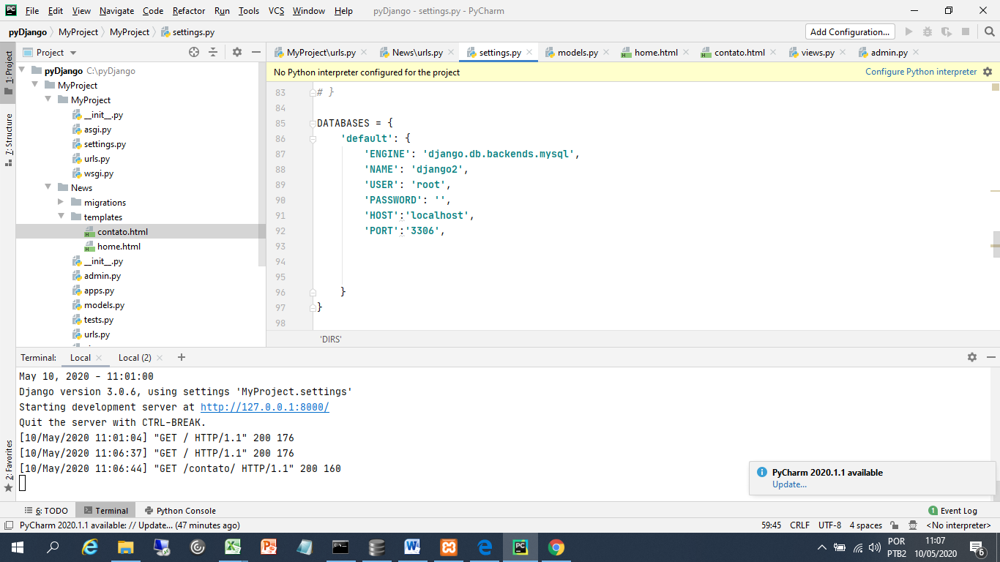 File Edit View Navigate Code Refactor Run Tools VCS Window Help pyDjango - settings.py - PyCharm
pyDjango MyProject MyProject settings.py Add Configuration...
1: Project
7: Structure
2: Favorites
Project
pyDjango C:\pyDjango
MyProject
MyProject
__init__.py
asgi.py
settings.py
urls.py
wsgi.py
News
migrations
templates
contato.html
home.html
__init__.py
admin.py
apps.py
models.py
tests.py
urls.py
MyProject\urls.py News\urls.py settings.py models.py home.html contato.html views.py admin.py
No Python interpreter configured for the project Configure Python interpreter
83 # }
84
85 DATABASES = {
86 'default': {
87 'ENGINE': 'django.db.backends.mysql',
88 'NAME': 'django2',
89 'USER': 'root',
90 'PASSWORD': '',
91 'HOST':'localhost',
92 'PORT':'3306',
93
94
95
96 }
97 }
98
'DIRS'
Terminal: Local Local (2)
May 10, 2020 - 11:01:00
Django version 3.0.6, using settings 'MyProject.settings'
Starting development server at http://127.0.0.1:8000/
Quit the server with CTRL-BREAK.
[10/May/2020 11:01:04] "GET / HTTP/1.1" 200 176
[10/May/2020 11:06:37] "GET / HTTP/1.1" 200 176
[10/May/2020 11:06:44] "GET /contato/ HTTP/1.1" 200 160
PyCharm 2020.1.1 available
Update...
6: TODO Terminal Python Console 1 Event Log
PyCharm 2020.1.1 available: // Update... (47 minutes ago) 59:45 CRLF UTF-8 4 spaces <No interpreter>
POR
PTB2
11:07
10/05/2020
6